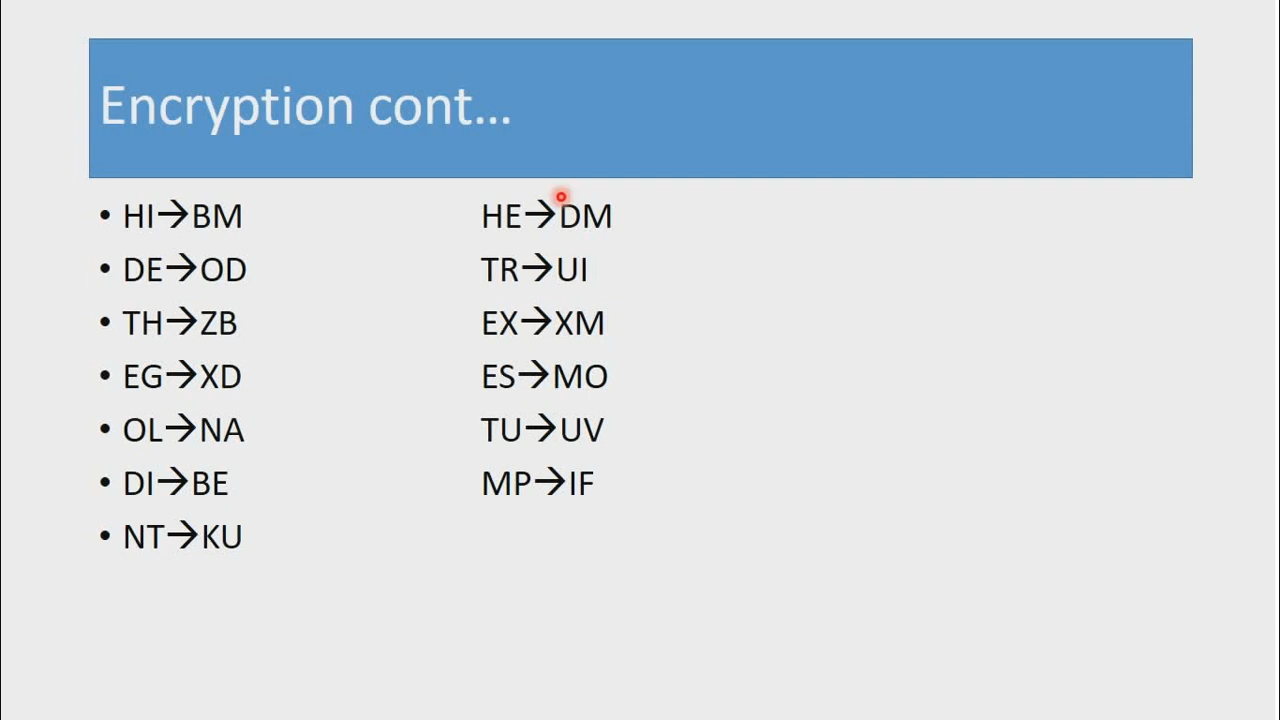 Encryption cont...
• HI→BM HE→DM
• DE→OD TR→UI
• TH→ZB EX→XM
• EG→XD ES→MO
• OL→NA TU→UV
• DI→BE MP→IF
• NT→KU